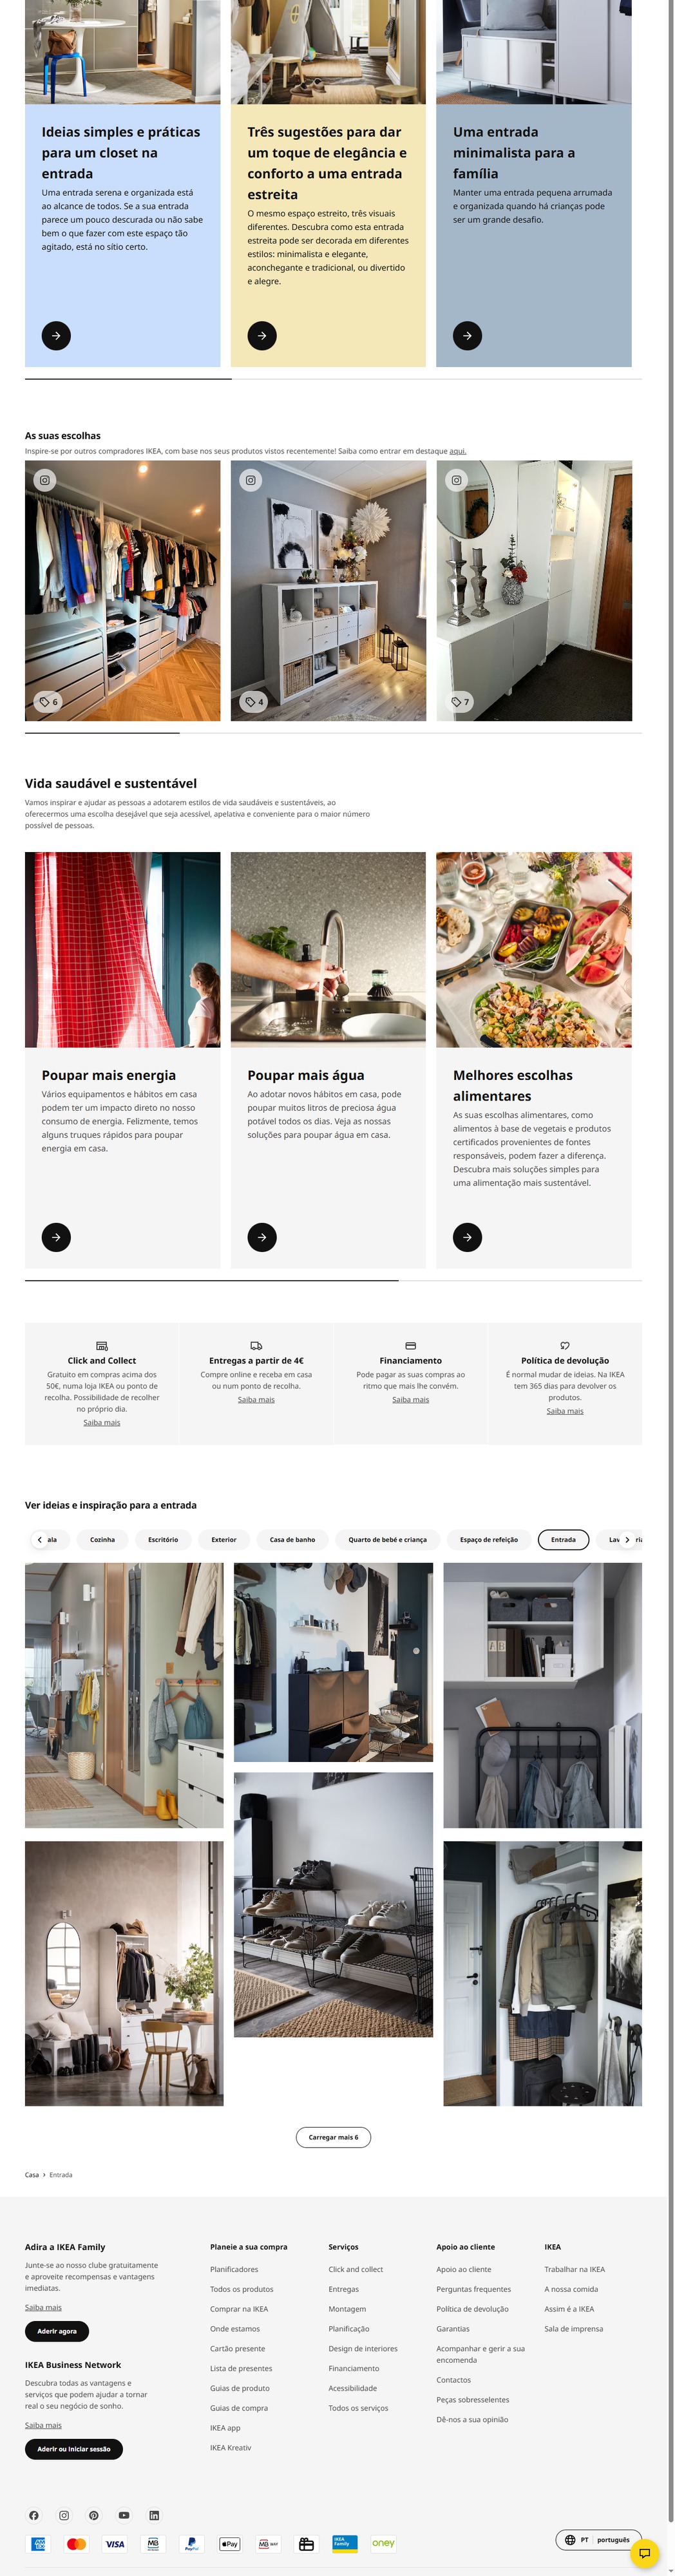 Ideias simples e práticas
para um closet na
entrada
Uma entrada serena e organizada está
ao alcance de todos. Se a sua entrada
parece um pouco descurada ou não sabe
bem o que fazer com este espaço tão
agitado, está no sítio certo.
Três sugestões para dar
um toque de elegância e
conforto a uma entrada
estreita
O mesmo espaço estreito, três visuais
diferentes. Descubra como esta entrada
estreita pode ser decorada em diferentes
estilos: minimalista e elegante,
aconchegante e tradicional, ou divertido
e alegre.
Uma entrada
minimalista para a
família
Manter uma entrada pequena arrumada
e organizada quando há crianças pode
ser um grande desafio.
As suas escolhas
Inspire-se por outros compradores IKEA, com base nos seus produtos vistos recentemente! Saiba como entrar em destaque aqui.
6
4
7
Vida saudável e sustentável
Vamos inspirar e ajudar as pessoas a adotarem estilos de vida saudáveis e sustentáveis, ao
oferecermos uma escolha desejável que seja acessível, apelativa e conveniente para o maior número
possível de pessoas.
Poupar mais energia
Vários equipamentos e hábitos em casa
podem ter um impacto direto no nosso
consumo de energia. Felizmente, temos
alguns truques rápidos para poupar
energia em casa.
Poupar mais água
Ao adotar novos hábitos em casa, pode
poupar muitos litros de preciosa água
potável todos os dias. Veja as nossas
soluções para poupar água em casa.
Melhores escolhas
alimentares
As suas escolhas alimentares, como
alimentos à base de vegetais e produtos
certificados provenientes de fontes
responsáveis, podem fazer a diferença.
Descubra mais soluções simples para
uma alimentação mais sustentável.
Click and Collect
Gratuito em compras acima dos
50€, numa loja IKEA ou ponto de
recolha. Possibilidade de recolher
no próprio dia.
Saiba mais
Entregas a partir de 4€
Compre online e receba em casa
ou num ponto de recolha.
Saiba mais
Financiamento
Pode pagar as suas compras ao
ritmo que mais lhe convém.
Saiba mais
Política de devolução
É normal mudar de ideias. Na IKEA
tem 365 dias para devolver os
produtos.
Saiba mais
Ver ideias e inspiração para a entrada
ala
Cozinha
Escritório
Exterior
Casa de banho
Quarto de bebé e criança
Espaço de refeição
Entrada
Carregar mais 6
Casa › Entrada
Adira a IKEA Family
Junte-se ao nosso clube gratuitamente
e aproveite recompensas e vantagens
imediatas.
Saiba mais
Aderir agora
IKEA Business Network
Descubra todas as vantagens e
serviços que podem ajudar a tornar
real o seu negócio de sonho.
Saiba mais
Aderir ou iniciar sessão
Planeie a sua compra
Planificadores
Todos os produtos
Comprar na IKEA
Onde estamos
Cartão presente
Lista de presentes
Guias de produto
Guias de compra
IKEA app
IKEA Kreativ
Serviços
Click and collect
Entregas
Montagem
Planificação
Design de interiores
Financiamento
Acessibilidade
Todos os serviços
Apoio ao cliente
Apoio ao cliente
Perguntas frequentes
Política de devolução
Garantias
Acompanhar e gerir a sua
encomenda
Contactos
Peças sobresselentes
Dê-nos a sua opinião
IKEA
Trabalhar na IKEA
A nossa comida
Assim é a IKEA
Sala de imprensa
VISA
MB
PayPal
Pay
MB WAY
IKEA
Family
oney
PT
português